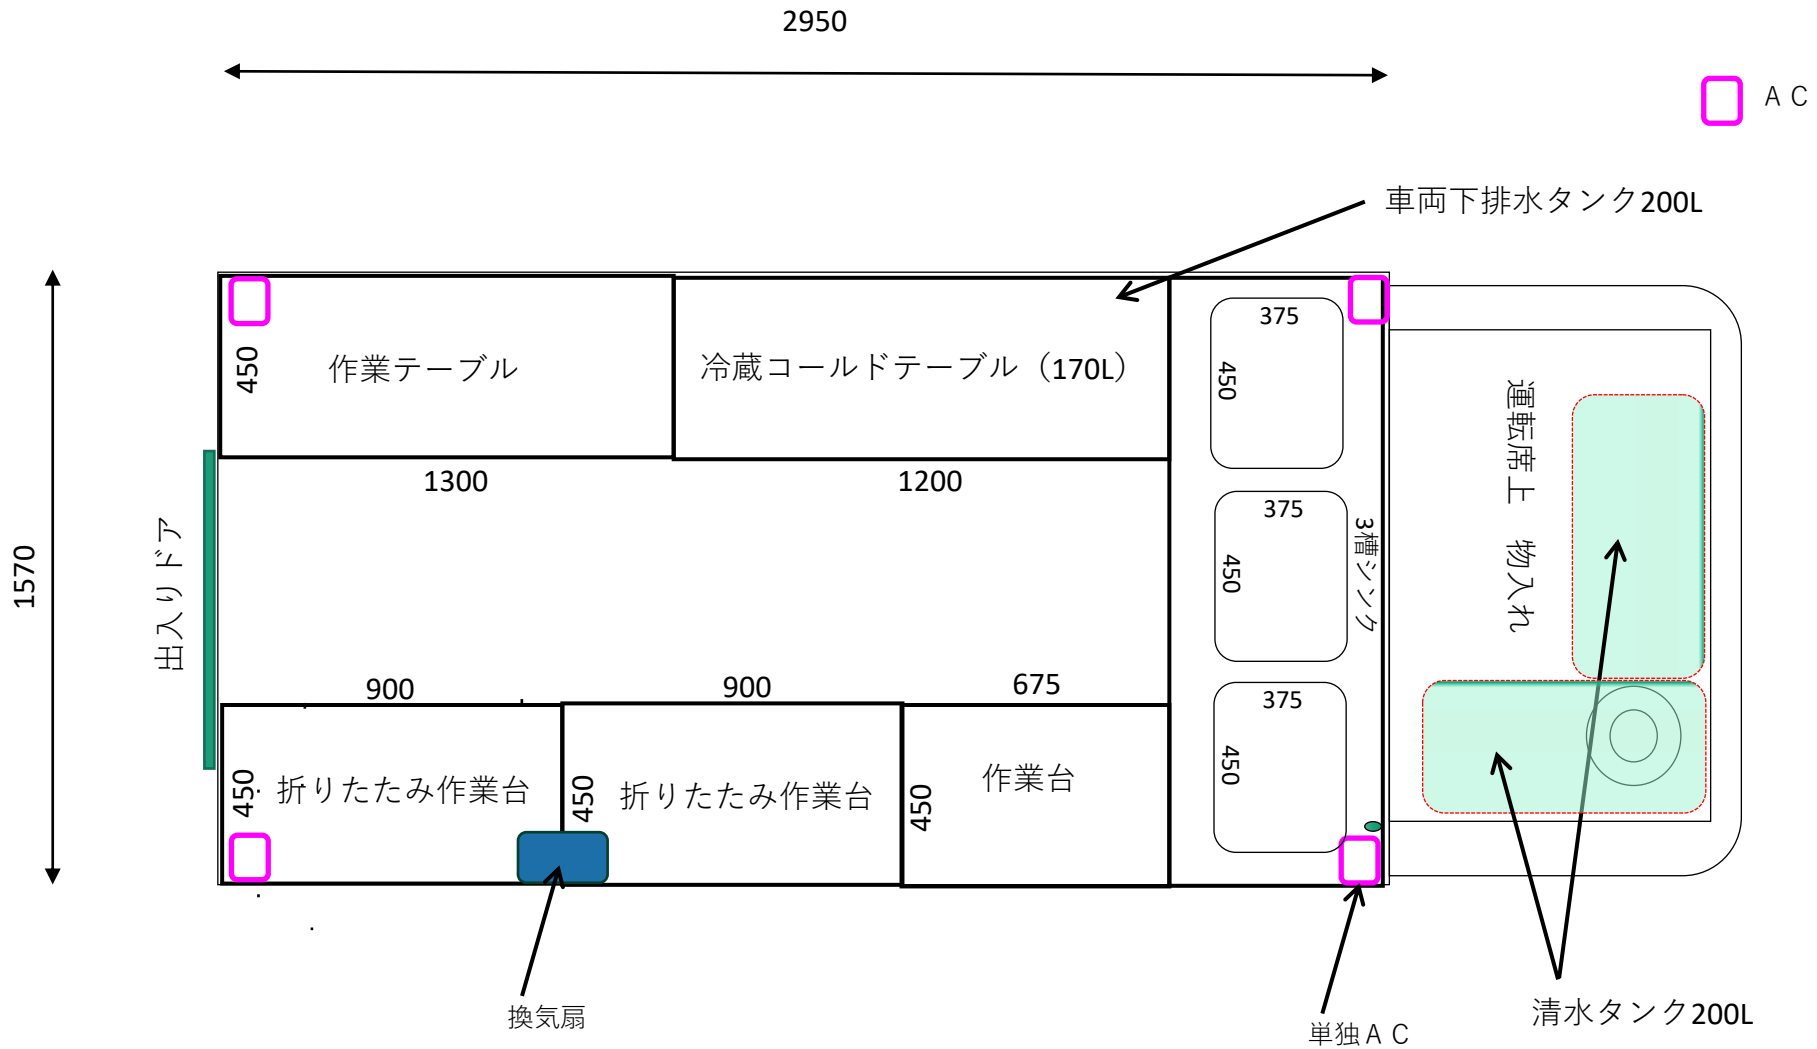 2950
ＡＣ
車両下排水タンク200L
375
450
作業テーブル
450
冷蔵コールドテーブル（170L）
450
運転席上　物入れ
1300
1200
375
3槽シンク
出入りドア
1570
450
900
900
675
375
450
折りたたみ作業台
450
折りたたみ作業台
450
作業台
450
換気扇
単独ＡＣ
清水タンク200L